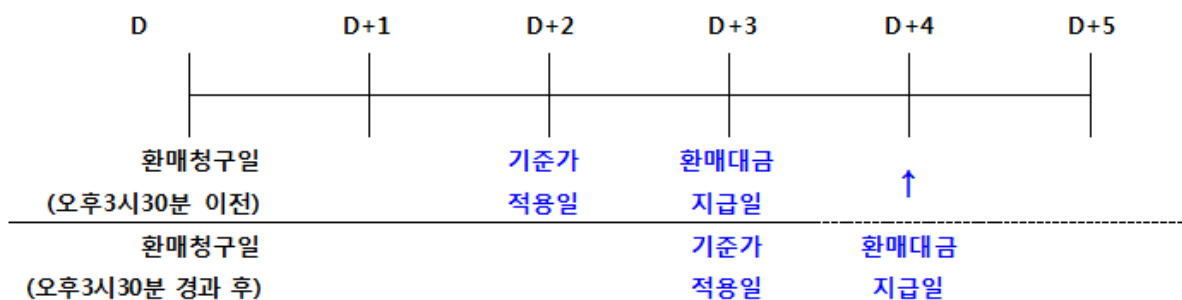 D D+1 D+2 D+3 D+4 D+5
환매청구일 기준가 환매대금
(오후3시30분 이전) 적용일 지급일 ↑
환매청구일 기준가 환매대금
(오후3시30분 경과 후) 적용일 지급일